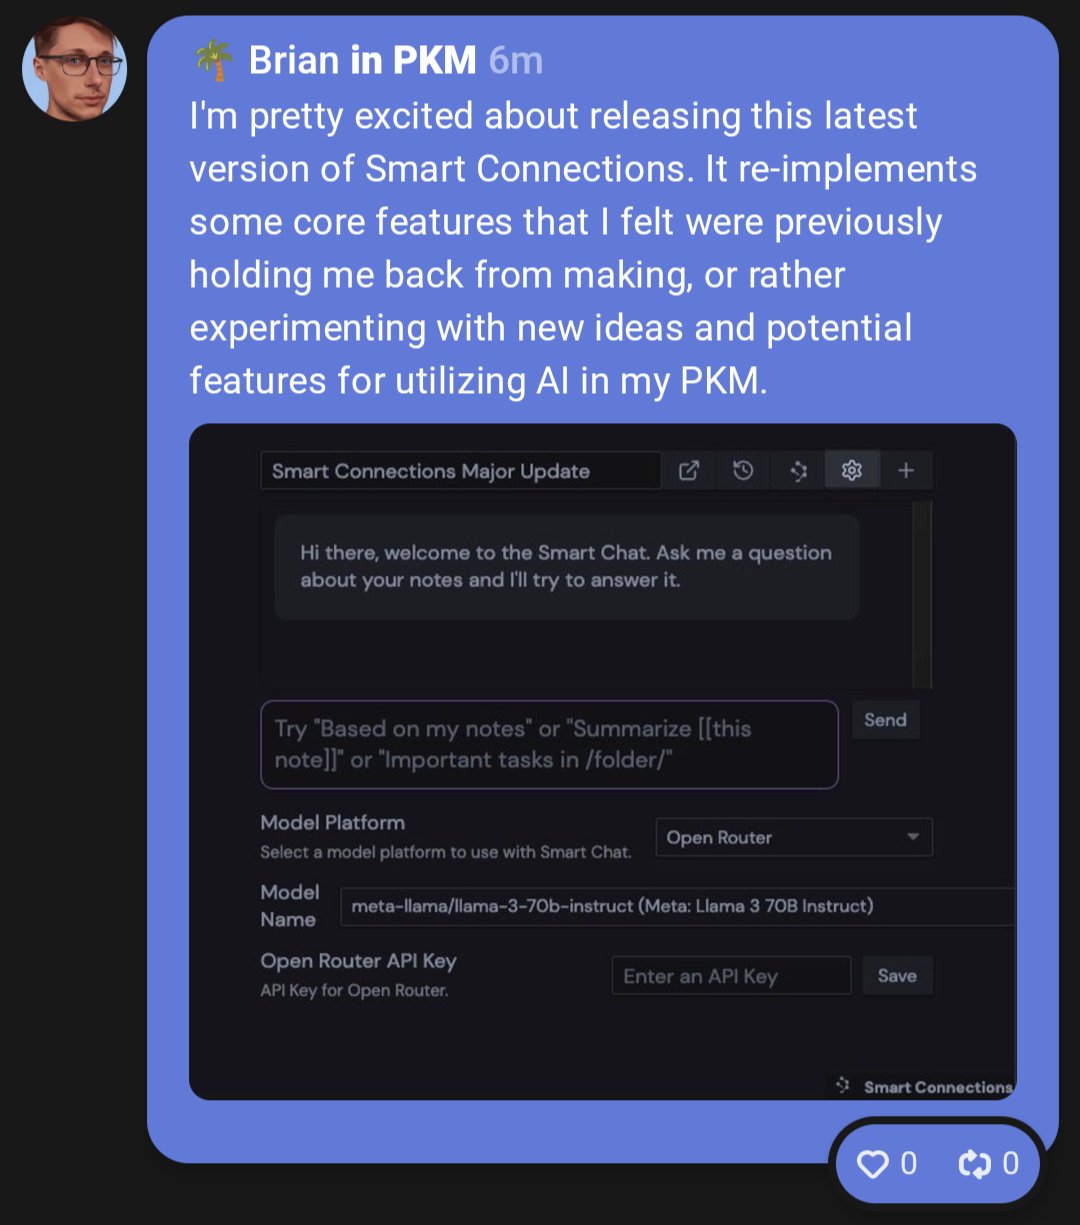 🌴 Brian in PKM 6m
I'm pretty excited about releasing this latest
version of Smart Connections. It re-implements
some core features that I felt were previously
holding me back from making, or rather
experimenting with new ideas and potential
features for utilizing AI in my PKM.
Smart Connections Major Update
Hi there, welcome to the Smart Chat. Ask me a question
about your notes and I'll try to answer it.
Try "Based on my notes" or "Summarize [[this
note]]" or "Important tasks in /folder/"
Send
Model Platform
Select a model platform to use with Smart Chat.
Open Router
Model
Name
meta-llama/llama-3-70b-instruct (Meta: Llama 3 70B Instruct)
Open Router API Key
API Key for Open Router.
Enter an API Key
Save
Smart Connections
0 0